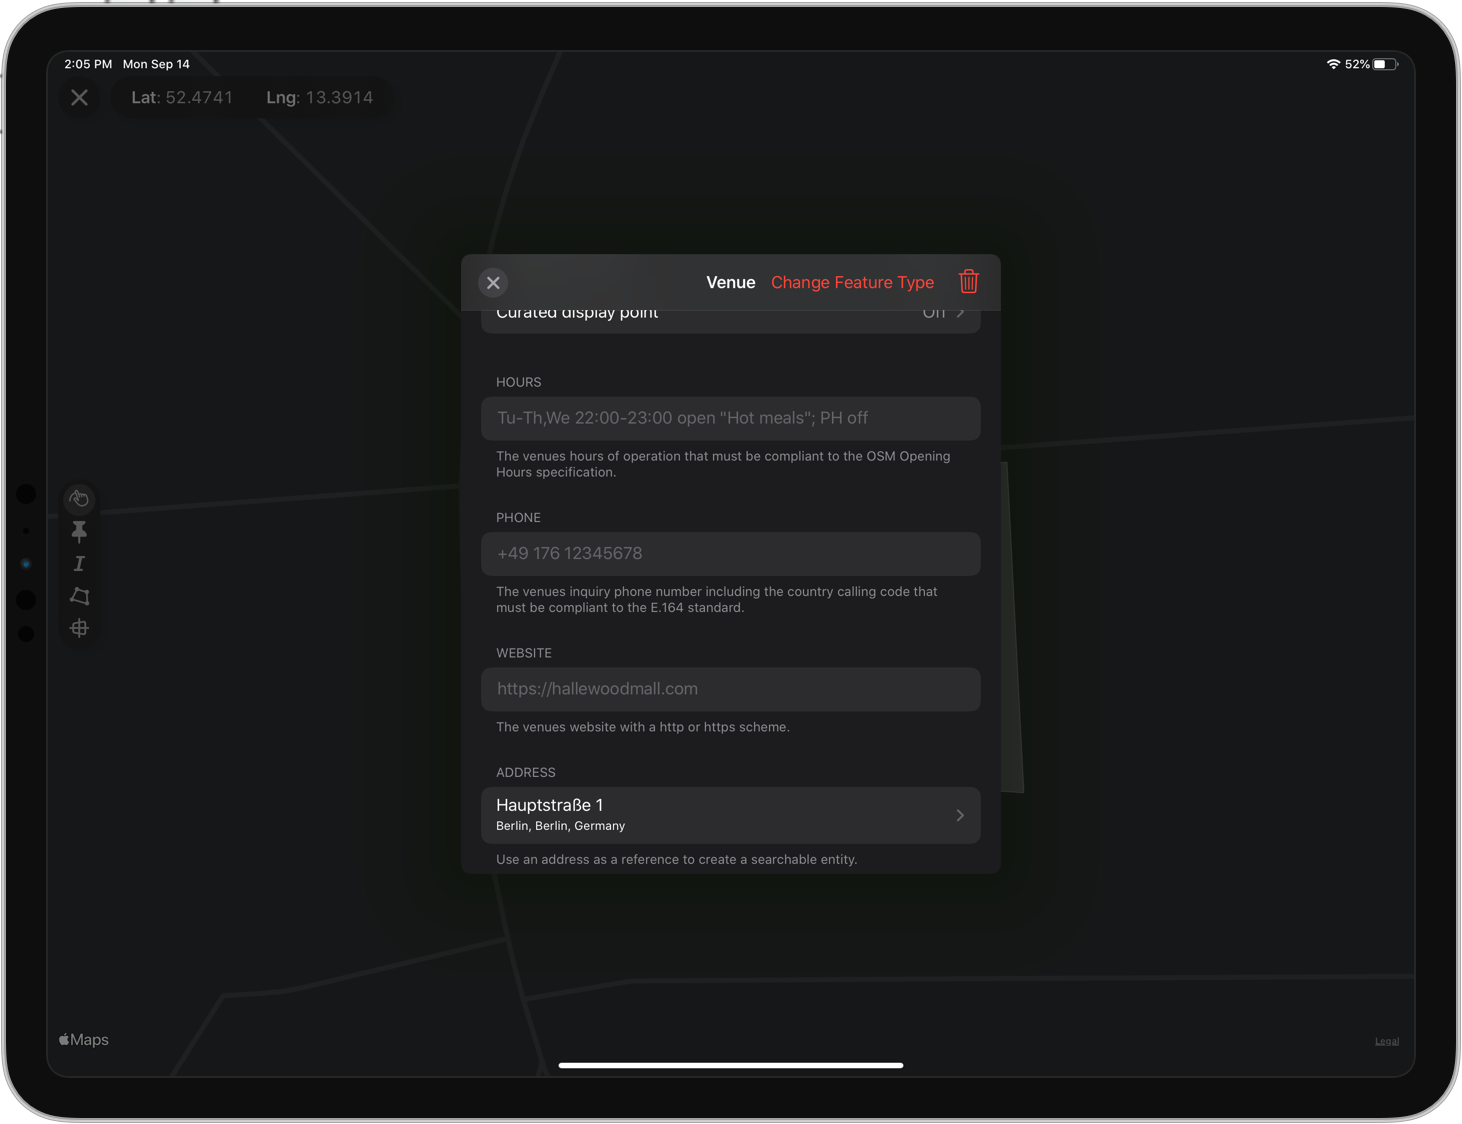 2:05 PM Mon Sep 14
52%
Lat: 52.4741 Lng: 13.3914
Venue Change Feature Type
Curated display point Off
HOURS
Tu-Th,We 22:00-23:00 open "Hot meals"; PH off
The venues hours of operation that must be compliant to the OSM Opening
Hours specification.
PHONE
+49 176 12345678
The venues inquiry phone number including the country calling code that
must be compliant to the E.164 standard.
WEBSITE
https://hallewoodmall.com
The venues website with a http or https scheme.
ADDRESS
Hauptstraße 1
Berlin, Berlin, Germany
Use an address as a reference to create a searchable entity.
Maps
Legal